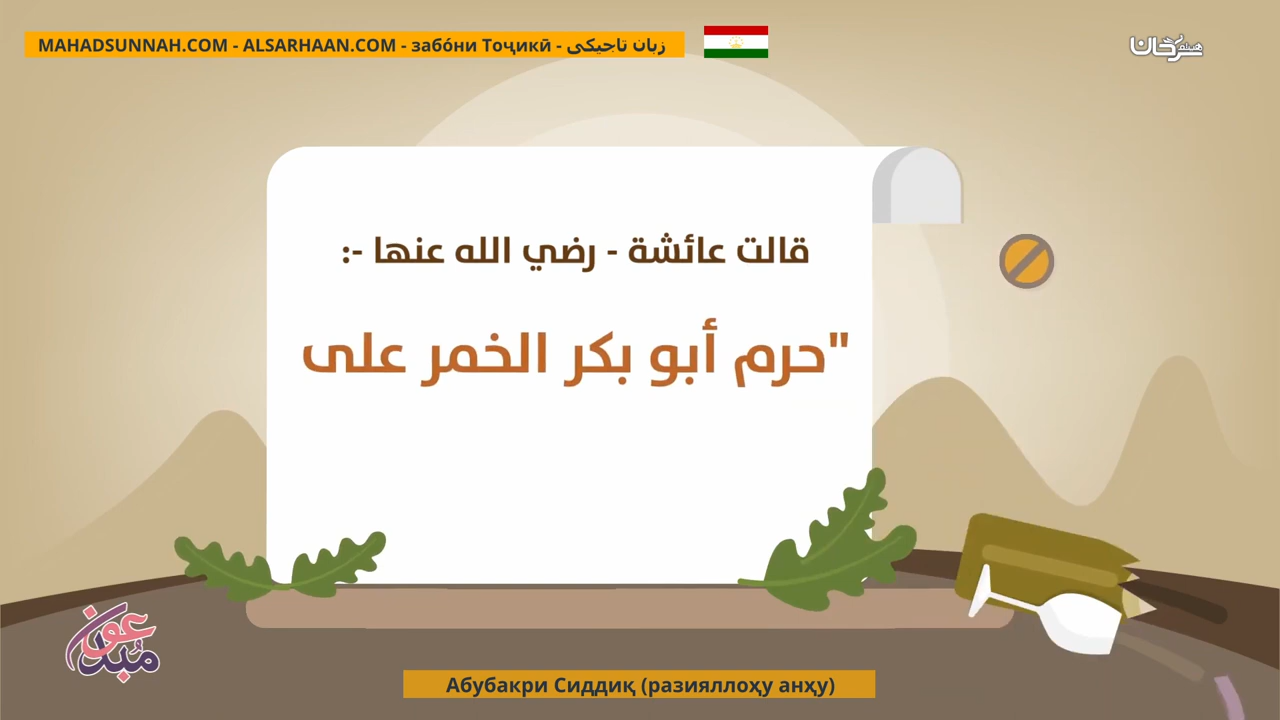 MAHADSUNNAH.COM - ALSARHAAN.COM - забо́ни Тоҷикӣ - زبان تاجیکی
قالت عائشة - رضي الله عنها -:
"حرم أبو بكر الخمر على
مبدعون
Абубакри Сиддиқ (разияллоҳу анҳу)